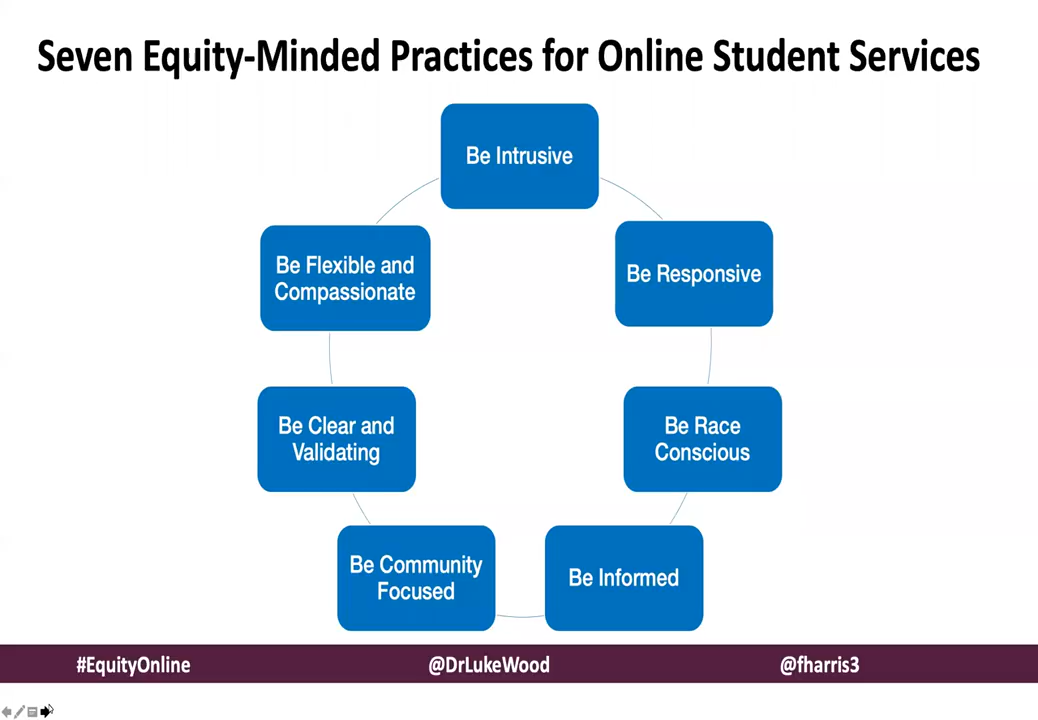 Seven Equity-Minded Practices for Online Student Services
Be Intrusive
Be Responsive
Be Race
Conscious
Be Informed
Be Community
Focused
Be Clear and
Validating
Be Flexible and
Compassionate
#EquityOnline
@DrLukeWood
@fharris3